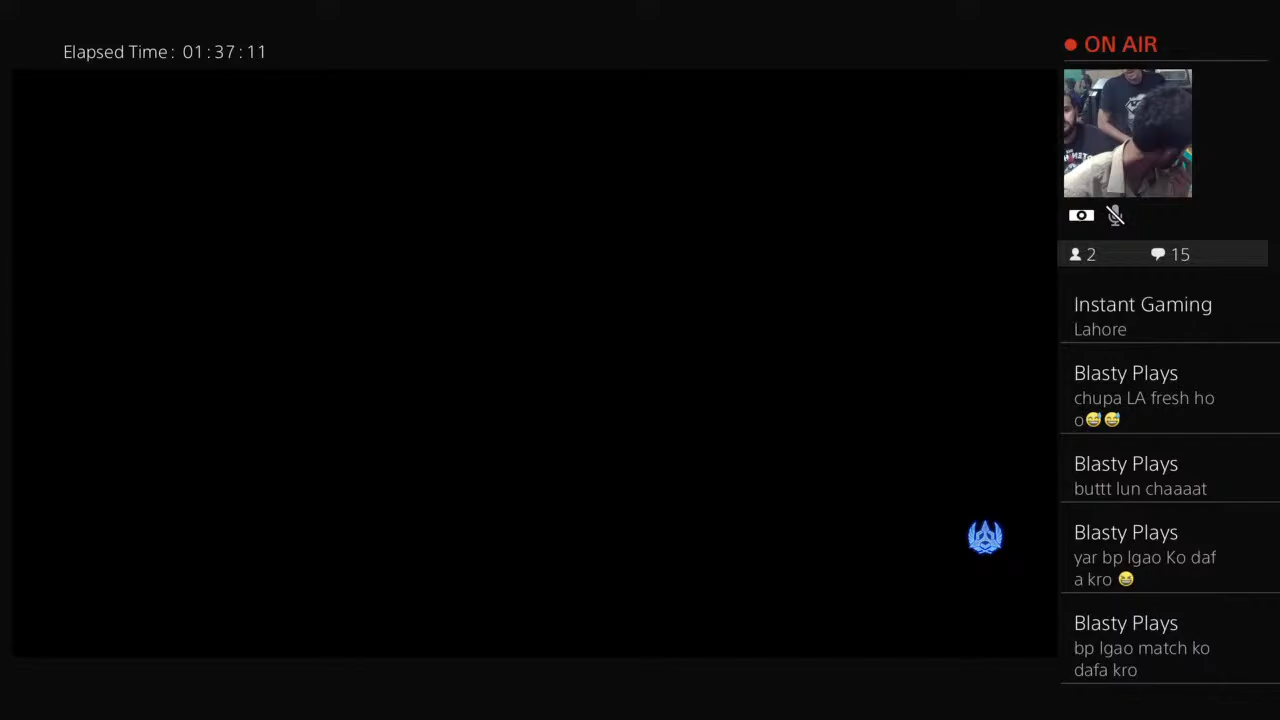 Elapsed Time: 01:37:11
ON AIR
2 15
Instant Gaming
Lahore
Blasty Plays
chupa LA fresh ho
o😅😅
Blasty Plays
buttt lun chaaaat
Blasty Plays
yar bp lgao Ko daf
a kro 😆
Blasty Plays
bp lgao match ko
dafa kro